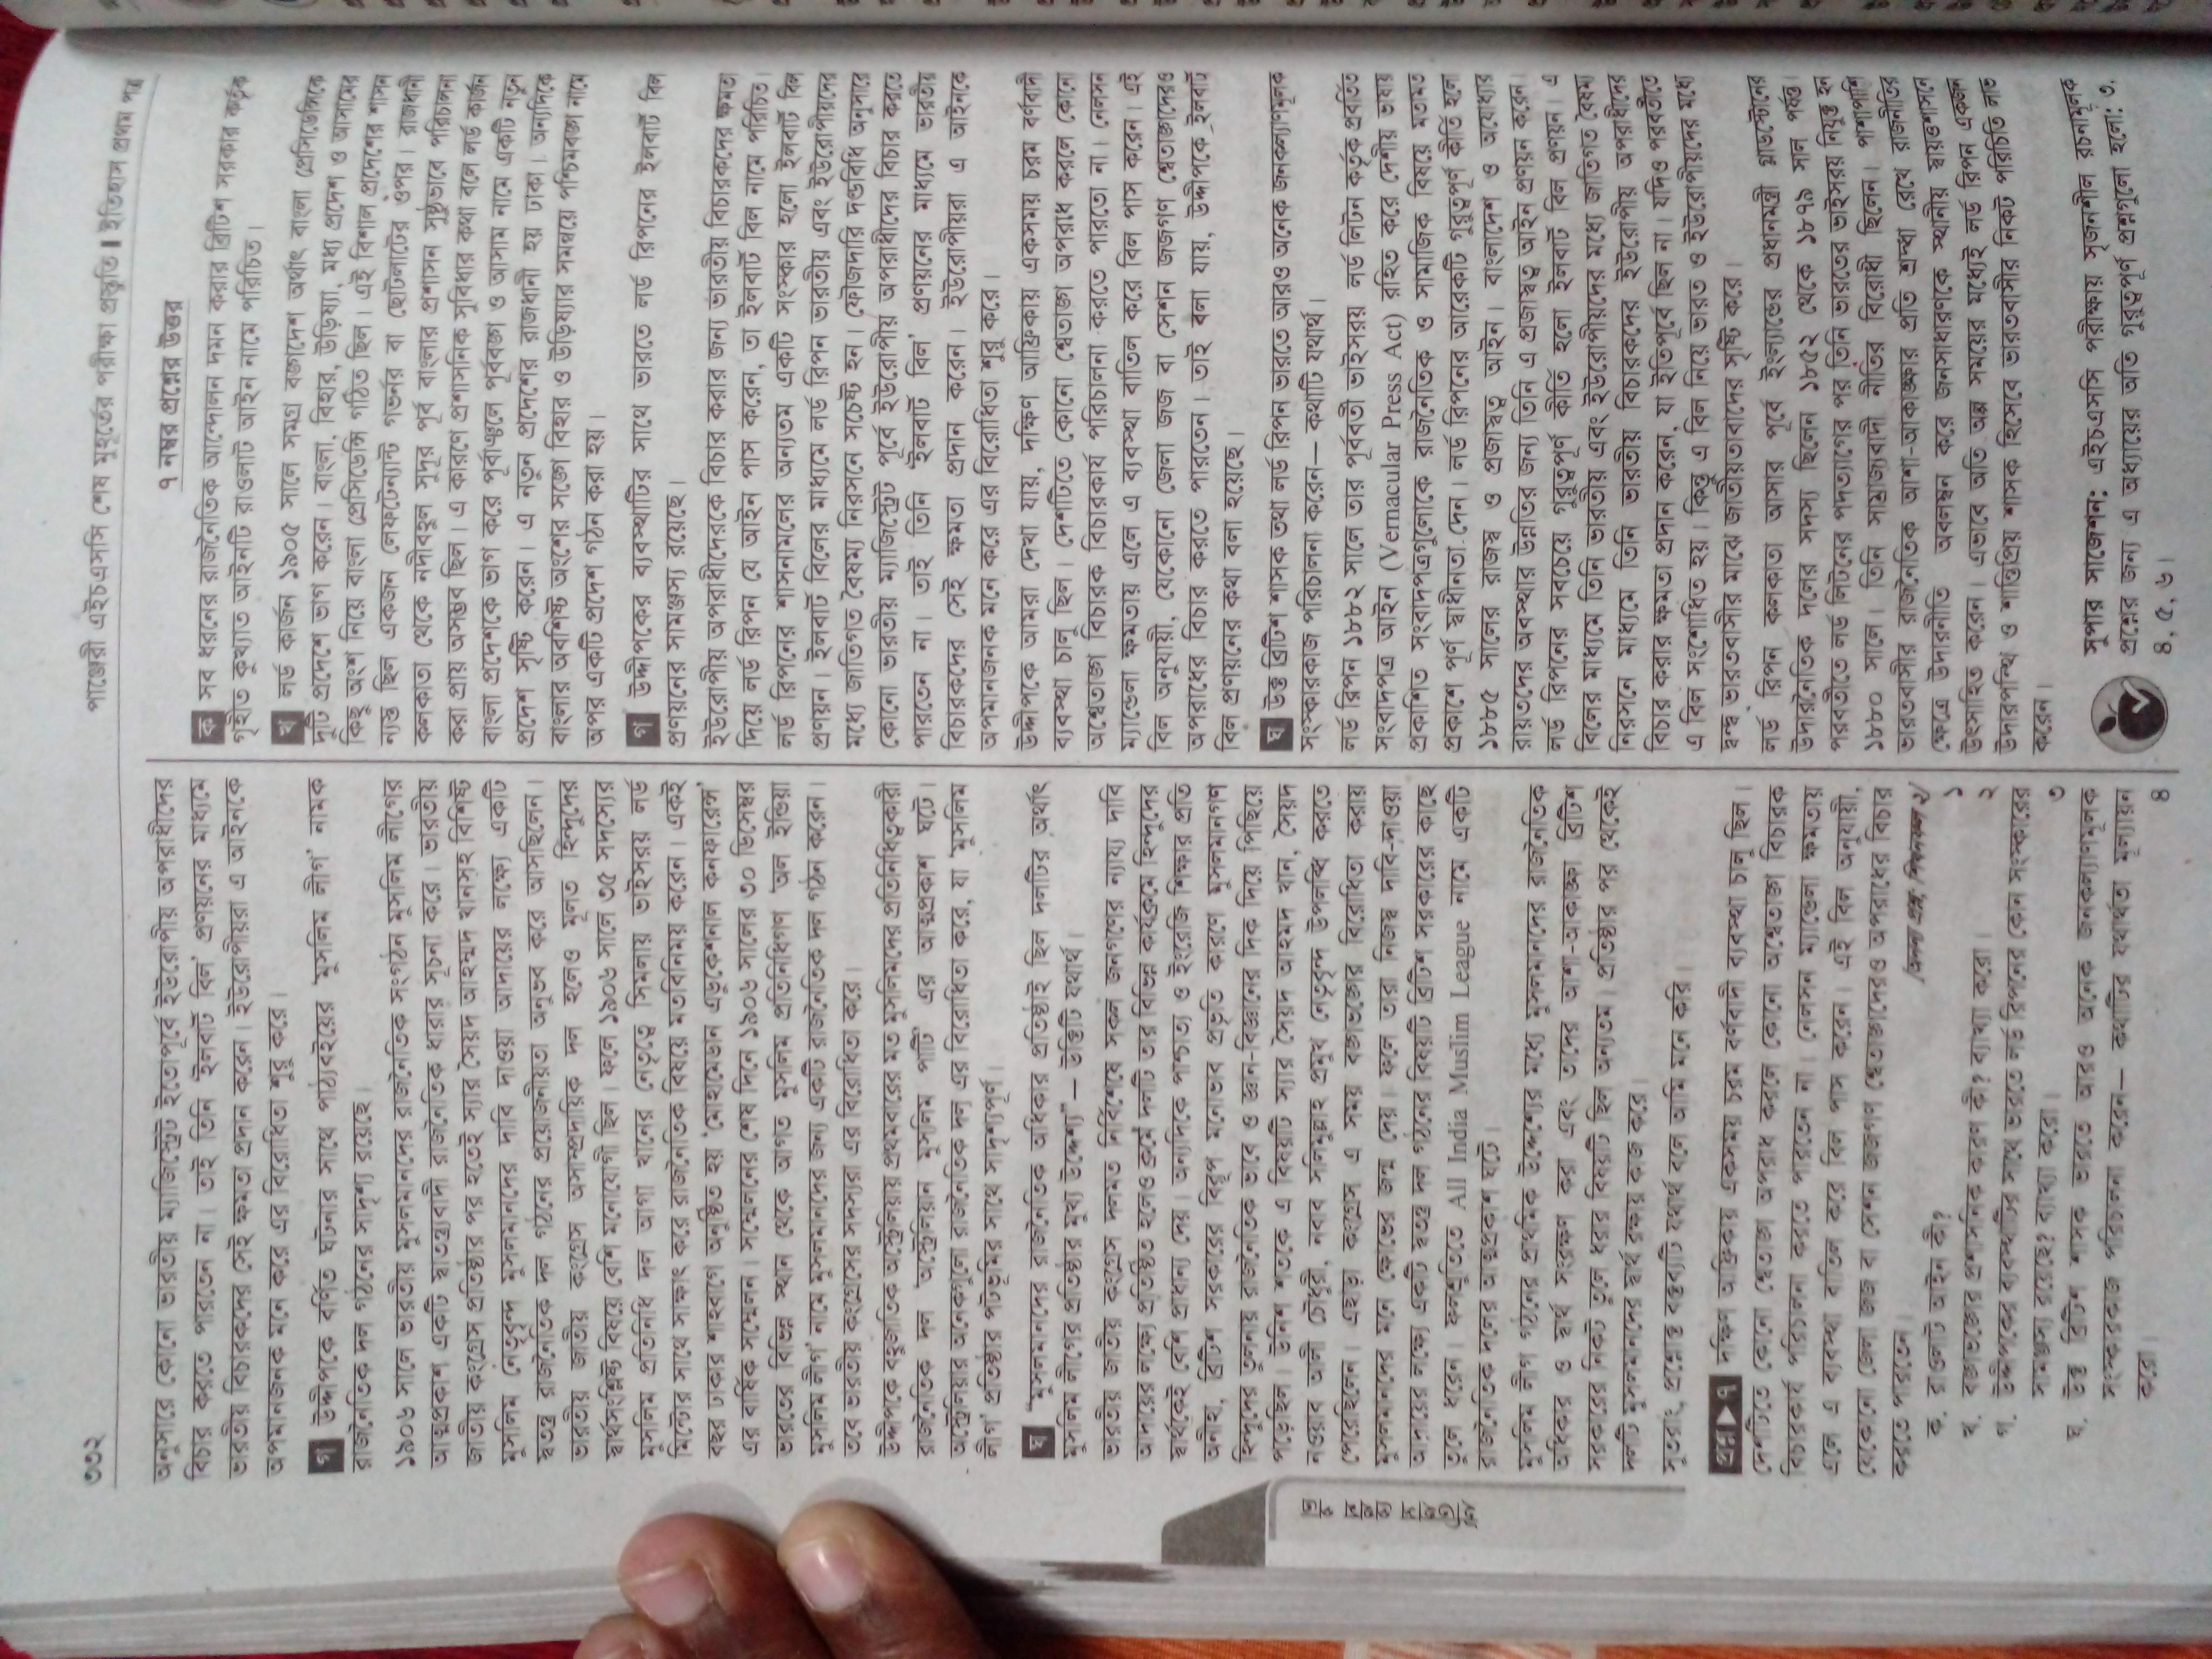 ৩৩২
পাঞ্জেরী এইচএসসি শেষ মুহূর্তের পরীক্ষা প্রস্তুতি ❚ ইতিহাস প্রথম পত্র
অনুসারে কোনো ভারতীয় ম্যাজিস্ট্রেট ইতোপূর্বে ইউরোপীয় অপরাধীদের
বিচার করতে পারতেন না। তাই তিনি 'ইলবার্ট বিল' প্রণয়নের মাধ্যমে
ভারতীয় বিচারকদের সেই ক্ষমতা প্রদান করেন। ইউরোপীয়রা এ আইনকে
অপমানজনক মনে করে এর বিরোধিতা শুরু করে।
গ উদ্দীপকে বর্ণিত ঘটনার সাথে পাঠ্যবইয়ের 'মুসলিম লীগ' নামক
রাজনৈতিক দল গঠনের সাদৃশ্য রয়েছে।
১৯০৬ সালে ভারতীয় মুসলমানদের রাজনৈতিক সংগঠন মুসলিম লীগের
আত্মপ্রকাশ একটি স্বাতন্ত্র্যবাদী রাজনৈতিক ধারার সূচনা করে। ভারতীয়
জাতীয় কংগ্রেস প্রতিষ্ঠার পর হতেই স্যার সৈয়দ আহম্মদ খানসহ বিশিষ্ট
মুসলিম নেতৃবৃন্দ মুসলমানদের দাবি দাওয়া আদায়ের লক্ষ্যে একটি
স্বতন্ত্র রাজনৈতিক দল গঠনের প্রয়োজনীয়তা অনুভব করে আসছিলেন।
ভারতীয় জাতীয় কংগ্রেস অসাম্প্রদায়িক দল হলেও মূলত হিন্দুদের
স্বার্থসংশ্লিষ্ট বিষয়ে বেশি মনোযোগী ছিল। ফলে ১৯০৬ সালে ৩৫ সদস্যের
মুসলিম প্রতিনিধি দল আগা খানের নেতৃত্বে সিমলায় ভাইসরয় লর্ড
মিন্টোর সাথে সাক্ষাৎ করে রাজনৈতিক বিষয়ে মতবিনিময় করেন। একই
বছর ঢাকার শাহবাগে অনুষ্ঠিত হয় 'মোহামেডান এডুকেশনাল কনফারেন্স'
এর বার্ষিক সম্মেলন। সম্মেলনের শেষ দিনে ১৯০৬ সালের ৩০ ডিসেম্বর
ভারতের বিভিন্ন স্থান থেকে আগত মুসলিম প্রতিনিধিগণ 'অল ইন্ডিয়া
মুসলিম লীগ' নামে মুসলমানদের জন্য একটি রাজনৈতিক দল গঠন করেন।
তবে ভারতীয় কংগ্রেসের সদস্যরা এর বিরোধিতা করে।
উদ্দীপকে বহুজাতিক অস্ট্রেলিয়ায় প্রথমবারের মত মুসলিমদের প্রতিনিধিত্বকারী
রাজনৈতিক দল 'অস্ট্রেলিয়ান মুসলিম পার্টি' এর আত্মপ্রকাশ ঘটে।
অস্ট্রেলিয়ার অনেকগুলো রাজনৈতিক দল এর বিরোধিতা করে, যা 'মুসলিম
লীগ' প্রতিষ্ঠার পটভূমির সাথে সাদৃশ্যপূর্ণ।
ঘ "মুসলমানদের রাজনৈতিক অধিকার প্রতিষ্ঠাই ছিল দলটির অর্থাৎ
মুসলিম লীগের প্রতিষ্ঠার মুখ্য উদ্দেশ্য"— উক্তিটি যথার্থ।
ভারতীয় জাতীয় কংগ্রেস দলমত নির্বিশেষে সকল জনগণের ন্যায্য দাবি
আদায়ের লক্ষ্যে প্রতিষ্ঠিত হলেও ক্রমে দলটি তার বিভিন্ন কার্যক্রমে হিন্দুদের
স্বার্থকেই বেশি প্রাধান্য দেয়। অন্যদিকে পাশ্চাত্য ও ইংরেজি শিক্ষার প্রতি
অনীহা, ব্রিটিশ সরকারের বিরূপ মনোভাব প্রভৃতি কারণে মুসলমানগণ
হিন্দুদের তুলনায় রাজনৈতিক ভাবে ও জ্ঞান-বিজ্ঞানের দিক দিয়ে পিছিয়ে
পড়েছিল। উনিশ শতকে এ বিষয়টি স্যার সৈয়দ আহমদ খান, সৈয়দ
নওয়াব আলী চৌধুরী, নবাব সলিমুল্লাহ প্রমুখ নেতৃবৃন্দ উপলব্ধি করতে
পেরেছিলেন। এছাড়া কংগ্রেস এ সময় বঙ্গভঙ্গের বিরোধিতা করায়
মুসলমানদের মনে ক্ষোভের জন্ম দেয়। ফলে তারা নিজস্ব দাবি-দাওয়া
আদায়ের লক্ষ্যে একটি স্বতন্ত্র দল গঠনের বিষয়টি ব্রিটিশ সরকারের কাছে
তুলে ধরেন। ফলশ্রুতিতে All India Muslim League নামে একটি
রাজনৈতিক দলের আত্মপ্রকাশ ঘটে।
মুসলিম লীগ গঠনের প্রাথমিক উদ্দেশ্যের মধ্যে মুসলমানদের রাজনৈতিক
অধিকার ও স্বার্থ সংরক্ষণ করা এবং তাদের আশা-আকাঙ্ক্ষা ব্রিটিশ
সরকারের নিকট তুলে ধরার বিষয়টি ছিল অন্যতম। প্রতিষ্ঠার পর থেকেই
দলটি মুসলমানদের স্বার্থ রক্ষায় কাজ করে।
সুতরাং, প্রশ্নোক্ত বক্তব্যটি যথার্থ বলে আমি মনে করি।
প্রশ্ন ▶ ৭ দক্ষিণ আফ্রিকায় একসময় চরম বর্ণবাদী ব্যবস্থা চালু ছিল।
দেশটিতে কোনো শ্বেতাঙ্গ অপরাধ করলে কোনো অশ্বেতাঙ্গ বিচারক
বিচারকার্য পরিচালনা করতে পারতেন না। নেলসন ম্যান্ডেলা ক্ষমতায়
এলে এ ব্যবস্থা বাতিল করে বিল পাস করেন। এই বিল অনুযায়ী,
যেকোনো জেলা জজ বা সেশন জজগণ শ্বেতাঙ্গদেরও অপরাধের বিচার
করতে পারতেন।
[অনন্য প্রশ্ন; শিখনফল ২]
ক. রাওলাট আইন কী? ১
খ. বঙ্গভঙ্গের প্রশাসনিক কারণ কী? ব্যাখ্যা করো। ২
গ. উদ্দীপকের ব্যবস্থাটির সাথে ভারতে লর্ড রিপনের কোন সংস্কারের
সামঞ্জস্য রয়েছে? ব্যাখ্যা করো। ৩
ঘ. উক্ত ব্রিটিশ শাসক ভারতে আরও অনেক জনকল্যাণমূলক
সংস্কারকাজ পরিচালনা করেন— কথাটির যথার্থতা মূল্যায়ন
করো। ৪
ইতিহাস প্রথম পত্র
৭ নম্বর প্রশ্নের উত্তর
ক সব ধরনের রাজনৈতিক আন্দোলন দমন করার ব্রিটিশ সরকার কর্তৃক
গৃহীত কুখ্যাত আইনটি রাওলাট আইন নামে পরিচিত।
খ লর্ড কার্জন ১৯০৫ সালে সমগ্র বঙ্গদেশ অর্থাৎ বাংলা প্রেসিডেন্সিকে
দুটি প্রদেশে ভাগ করেন। বাংলা, বিহার, উড়িষ্যা, মধ্য প্রদেশ ও আসামের
কিছু অংশ নিয়ে বাংলা প্রেসিডেন্সি গঠিত ছিল। এই বিশাল প্রদেশের শাসন
ন্যস্ত ছিল একজন লেফটেন্যান্ট গভর্নর বা ছোটলাটের ওপর। রাজধানী
কলকাতা থেকে নদীবহুল সুদূর পূর্ব বাংলার প্রশাসন সুষ্ঠুভাবে পরিচালনা
করা প্রায় অসম্ভব ছিল। এ কারণে প্রশাসনিক সুবিধার কথা বলে লর্ড কার্জন
বাংলা প্রদেশকে ভাগ করে পূর্বাঞ্চলে পূর্ববঙ্গ ও আসাম নামে একটি নতুন
প্রদেশ সৃষ্টি করেন। এ নতুন প্রদেশের রাজধানী হয় ঢাকা। অন্যদিকে
বাংলার অবশিষ্ট অংশের সঙ্গে বিহার ও উড়িষ্যার সমন্বয়ে পশ্চিমবঙ্গ নামে
অপর একটি প্রদেশ গঠন করা হয়।
গ উদ্দীপকের ব্যবস্থাটির সাথে ভারতে লর্ড রিপনের ইলবার্ট বিল
প্রণয়নের সামঞ্জস্য রয়েছে।
ইউরোপীয় অপরাধীদেরকে বিচার করার জন্য ভারতীয় বিচারকদের ক্ষমতা
দিয়ে লর্ড রিপন যে আইন পাস করেন, তা ইলবার্ট বিল নামে পরিচিত।
লর্ড রিপনের শাসনামলের অন্যতম একটি সংস্কার হলো ইলবার্ট বিল
প্রণয়ন। ইলবার্ট বিলের মাধ্যমে লর্ড রিপন ভারতীয় এবং ইউরোপীয়দের
মধ্যে জাতিগত বৈষম্য নিরসনে সচেষ্ট হন। ফৌজদারি দণ্ডবিধি অনুসারে
কোনো ভারতীয় ম্যাজিস্ট্রেট পূর্বে ইউরোপীয় অপরাধীদের বিচার করতে
পারতেন না। তাই তিনি 'ইলবার্ট বিল' প্রণয়নের মাধ্যমে ভারতীয়
বিচারকদের সেই ক্ষমতা প্রদান করেন। ইউরোপীয়রা এ আইনকে
অপমানজনক মনে করে এর বিরোধিতা শুরু করে।
উদ্দীপকে আমরা দেখা যায়, দক্ষিণ আফ্রিকায় একসময় চরম বর্ণবাদী
ব্যবস্থা চালু ছিল। দেশটিতে কোনো শ্বেতাঙ্গ অপরাধ করলে কোনো
অশ্বেতাঙ্গ বিচারক বিচারকার্য পরিচালনা করতে পারতো না। নেলসন
ম্যান্ডেলা ক্ষমতায় এলে এ ব্যবস্থা বাতিল করে বিল পাস করেন। এই
বিল অনুযায়ী, যেকোনো জেলা জজ বা সেশন জজগণ শ্বেতাঙ্গদেরও
অপরাধের বিচার করতে পারতেন। তাই বলা যায়, উদ্দীপকে ইলবার্ট
বিল প্রণয়নের কথা বলা হয়েছে।
ঘ উক্ত ব্রিটিশ শাসক তথা লর্ড রিপন ভারতে আরও অনেক জনকল্যাণমূলক
সংস্কারকাজ পরিচালনা করেন— কথাটি যথার্থ।
লর্ড রিপন ১৮৮২ সালে তার পূর্ববর্তী ভাইসরয় লর্ড লিটন কর্তৃক প্রবর্তিত
সংবাদপত্র আইন (Vernacular Press Act) রহিত করে দেশীয় ভাষায়
প্রকাশিত সংবাদপত্রগুলোকে রাজনৈতিক ও সামাজিক বিষয়ে মতামত
প্রকাশে পূর্ণ স্বাধীনতা দেন। লর্ড রিপনের আরেকটি গুরুত্বপূর্ণ কীর্তি হলো
১৮৮৫ সালের রাজস্ব ও প্রজাস্বত্ব আইন। বাংলাদেশ ও অযোধ্যার
রায়তদের অবস্থার উন্নতির জন্য তিনি এ প্রজাস্বত্ব আইন প্রণয়ন করেন।
লর্ড রিপনের সবচেয়ে গুরুত্বপূর্ণ কীর্তি হলো ইলবার্ট বিল প্রণয়ন। এ
বিলের মাধ্যমে তিনি ভারতীয় এবং ইউরোপীয়দের মধ্যে জাতিগত বৈষম্য
নিরসনে মাধ্যমে তিনি ভারতীয় বিচারকদের ইউরোপীয় অপরাধীদের
বিচার করার ক্ষমতা প্রদান করেন, যা ইতিপূর্বে ছিল না। যদিও পরবর্তীতে
এ বিল সংশোধিত হয়। কিন্তু এ বিল নিয়ে ভারত ও ইউরোপীয়দের মধ্যে
দ্বন্দ্ব ভারতবাসীর মাঝে জাতীয়তাবাদের সৃষ্টি করে।
লর্ড রিপন কলকাতা আসার পূর্বে ইংল্যান্ডের প্রধানমন্ত্রী গ্লাডস্টোনের
উদারনৈতিক দলের সদস্য ছিলেন ১৮৫২ থেকে ১৮৭৯ সাল পর্যন্ত।
পরবর্তীতে লর্ড লিটনের পদত্যাগের পর তিনি ভারতের ভাইসরয় নিযুক্ত হন
১৮৮০ সালে। তিনি সাম্রাজ্যবাদী নীতির বিরোধী ছিলেন। পাশাপাশি
ভারতবাসীর রাজনৈতিক আশা-আকাঙ্ক্ষার প্রতি শ্রদ্ধা রেখে রাজনীতির
ক্ষেত্রে উদারনীতি অবলম্বন করে জনসাধারণকে স্থানীয় স্বায়ত্তশাসনে
উৎসাহিত করেন। এভাবে অতি অল্প সময়ের মধ্যেই লর্ড রিপন একজন
উদারপন্থি ও শান্তিপ্রিয় শাসক হিসেবে ভারতবাসীর নিকট পরিচিতি লাভ
করেন।
সুপার সাজেশন: এইচএসসি পরীক্ষায় সৃজনশীল রচনামূলক
প্রশ্নের জন্য এ অধ্যায়ের অতি গুরুত্বপূর্ণ প্রশ্নগুলো হলো: ৩,
৪, ৫, ৬।